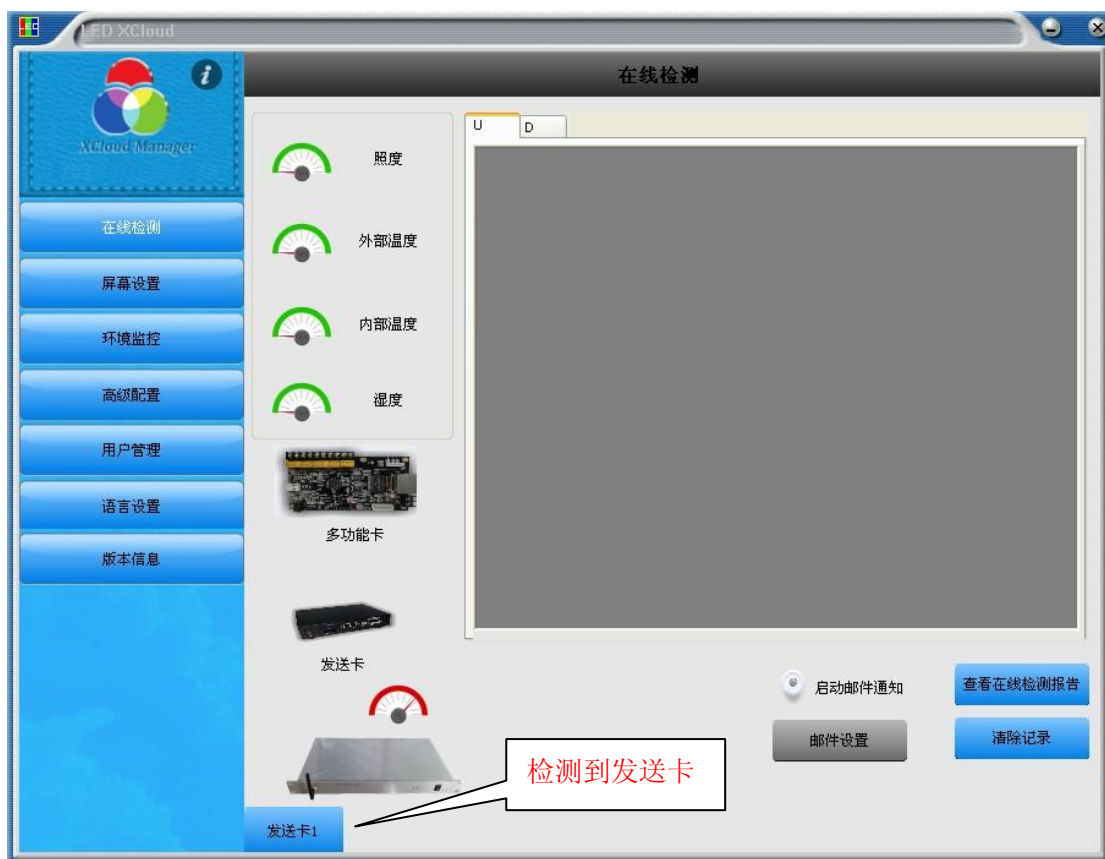 LED XCloud
i
XCloud Manager
在线检测
屏幕设置
环境监控
高级配置
用户管理
语言设置
版本信息
在线检测
照度
外部温度
内部温度
湿度
多功能卡
发送卡
发送卡1
U
D
启动邮件通知
查看在线检测报告
邮件设置
清除记录
检测到发送卡